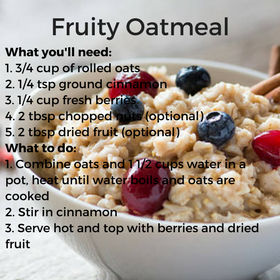 Fruity Oatmeal
What you'll need:
1. 3/4 cup of rolled oats
2. 1/4 tsp ground cinnamon
3. 1/4 cup fresh berries
4. 2 tbsp chopped nuts (optional)
5. 2 tbsp dried fruit (optional)
What to do:
1. Combine oats and 1 1/2 cups water in a
pot, heat until water boils and oats are
cooked
2. Stir in cinnamon
3. Serve hot and top with berries and dried
fruit